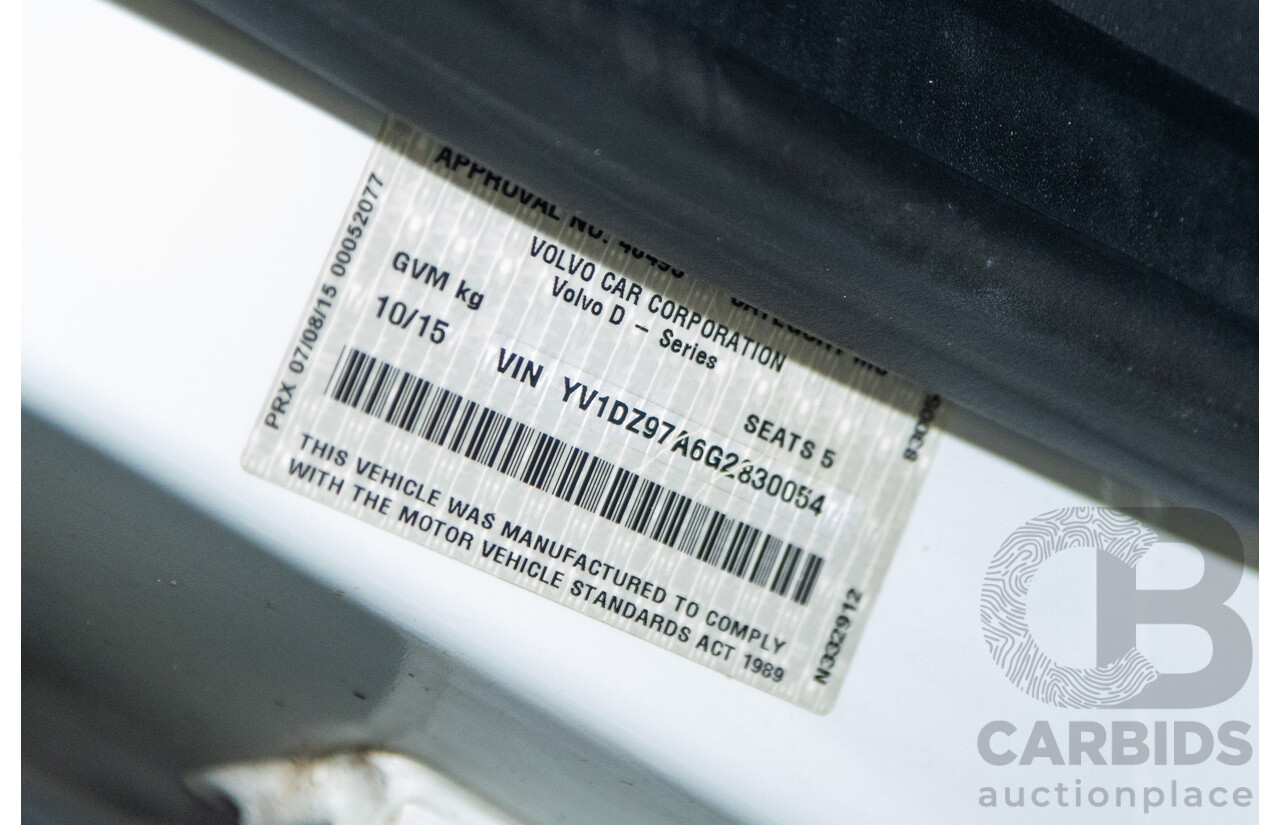 APPROVAL NO.
VOLVO CAR CORPORATION
Volvo D - Series
GVM kg
10/15
SEATS 5
VIN YV1DZ97A6G2830054
THIS VEHICLE WAS MANUFACTURED TO COMPLY
WITH THE MOTOR VEHICLE STANDARDS ACT 1989
PRX 07/08/15 00052077
N332912
CB
CARBIDS
auctionplace